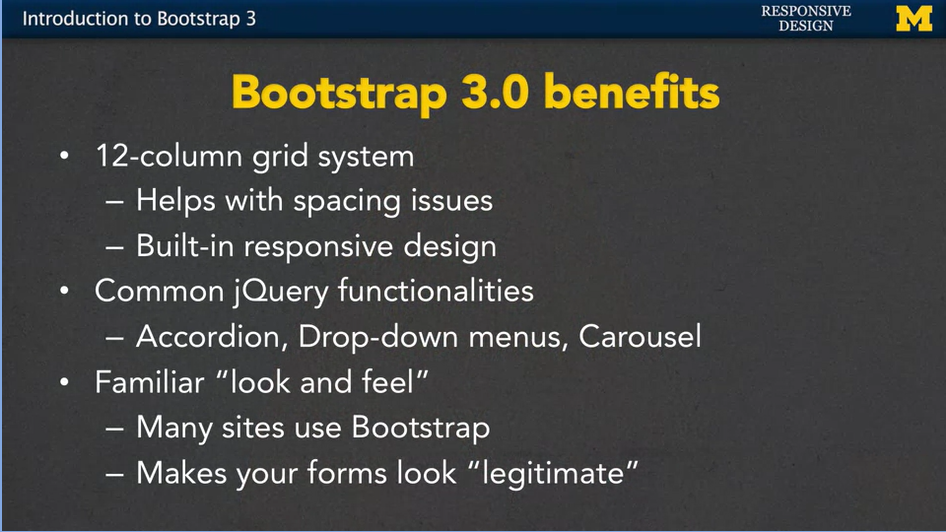 Introduction to Bootstrap 3
RESPONSIVE
DESIGN
M
Bootstrap 3.0 benefits
• 12-column grid system
– Helps with spacing issues
– Built-in responsive design
• Common jQuery functionalities
– Accordion, Drop-down menus, Carousel
• Familiar “look and feel”
– Many sites use Bootstrap
– Makes your forms look “legitimate”